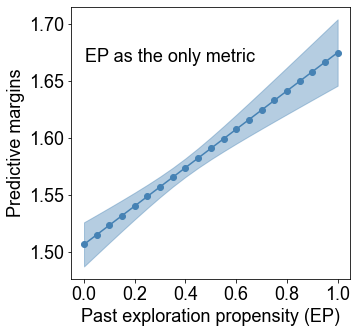 EP as the only metric
Predictive margins
1.70
1.65
1.60
1.55
1.50
0.0 0.2 0.4 0.6 0.8 1.0
Past exploration propensity (EP)